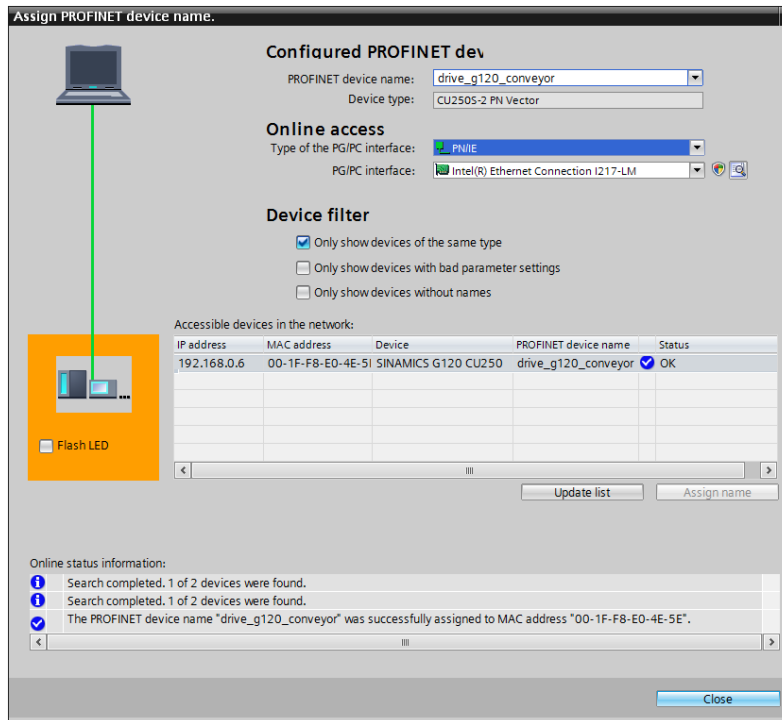 Assign PROFINET device name.
Configured PROFINET dev
PROFINET device name: drive_g120_conveyor
Device type: CU250S-2 PN Vector
Online access
Type of the PG/PC interface: PN/IE
PG/PC interface: Intel(R) Ethernet Connection I217-LM
Device filter
Only show devices of the same type
Only show devices with bad parameter settings
Only show devices without names
Accessible devices in the network:
IP address MAC address Device PROFINET device name Status
192.168.0.6 00-1F-F8-E0-4E-5E SINAMICS G120 CU250 drive_g120_conveyor OK
Flash LED
Update list Assign name
Online status information:
Search completed. 1 of 2 devices were found.
Search completed. 1 of 2 devices were found.
The PROFINET device name "drive_g120_conveyor" was successfully assigned to MAC address "00-1F-F8-E0-4E-5E".
Close